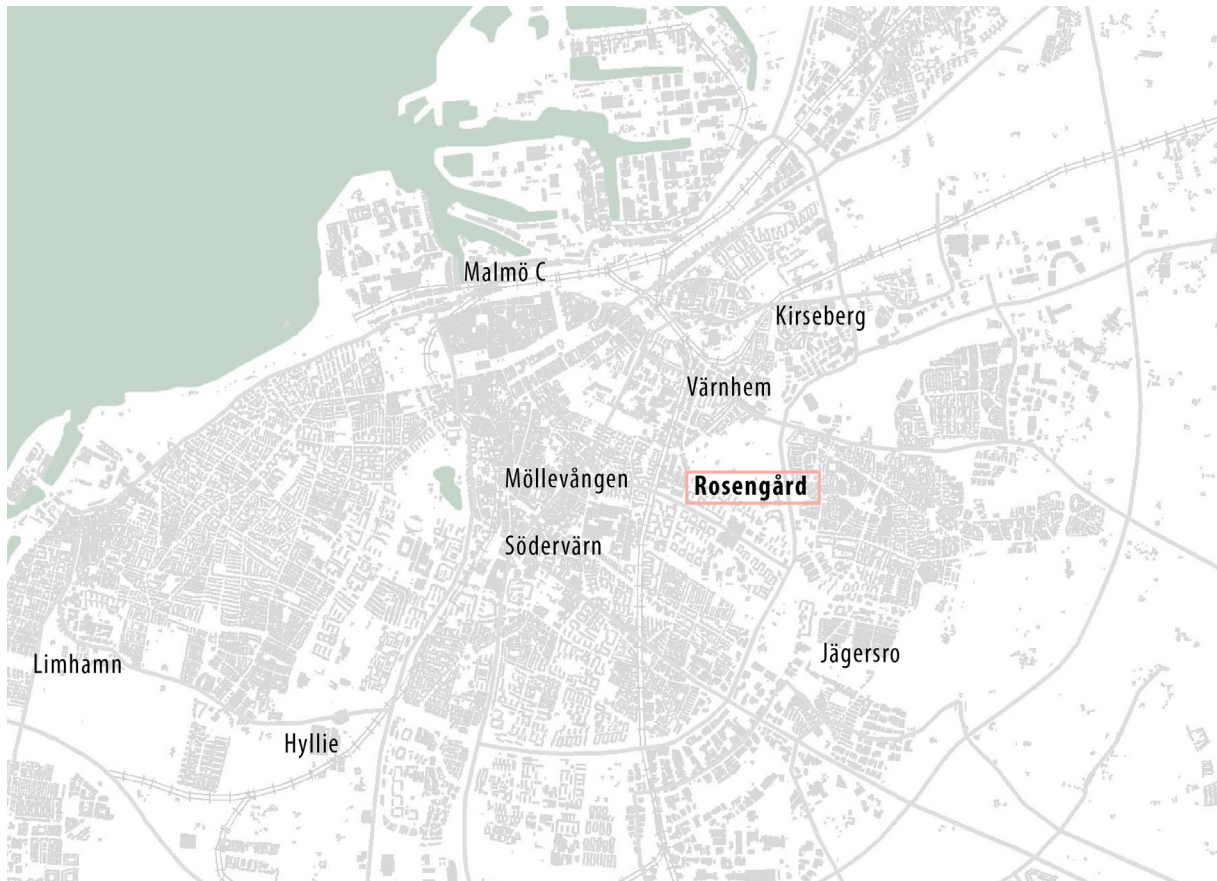 Malmö C
Kirseberg
Värnhem
Möllevången
Rosengård
Södervärn
Jägersro
Limhamn
Hyllie